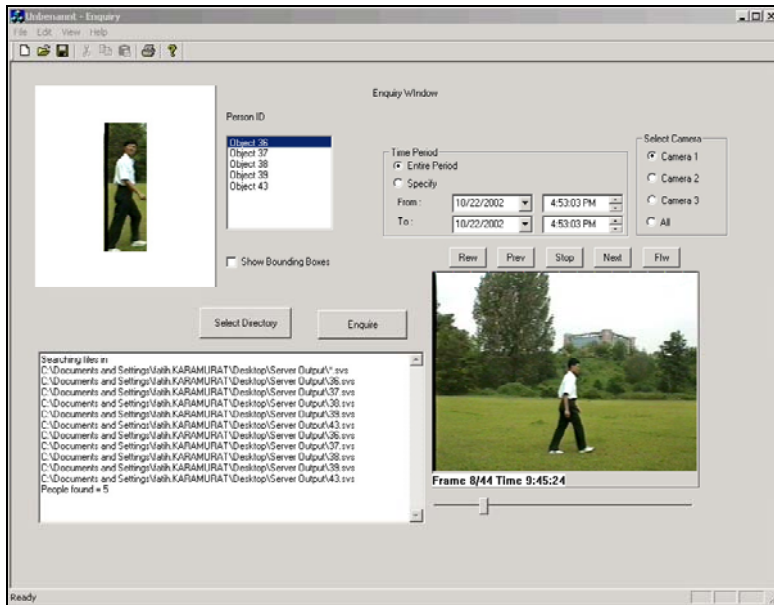 Unbenannt - Enquiry
File Edit View Help
Enquiry Window
Person ID
Object 36
Object 37
Object 38
Object 39
Object 43
Time Period
Entire Period
Specify
From :
10/22/2002
4:53:03 PM
To :
10/22/2002
4:53:03 PM
Select Camera
Camera 1
Camera 2
Camera 3
All
Show Bounding Boxes
Rew
Prev
Stop
Next
Flw
Select Directory
Enquire
Searching files in
C:\Documents and Settings\fatih.KARAMURAT\Desktop\Server Output\*.svs
C:\Documents and Settings\fatih.KARAMURAT\Desktop\Server Output\36.svs
C:\Documents and Settings\fatih.KARAMURAT\Desktop\Server Output\37.svs
C:\Documents and Settings\fatih.KARAMURAT\Desktop\Server Output\38.svs
C:\Documents and Settings\fatih.KARAMURAT\Desktop\Server Output\39.svs
C:\Documents and Settings\fatih.KARAMURAT\Desktop\Server Output\43.svs
C:\Documents and Settings\fatih.KARAMURAT\Desktop\Server Output\36.svs
C:\Documents and Settings\fatih.KARAMURAT\Desktop\Server Output\37.svs
C:\Documents and Settings\fatih.KARAMURAT\Desktop\Server Output\38.svs
C:\Documents and Settings\fatih.KARAMURAT\Desktop\Server Output\39.svs
C:\Documents and Settings\fatih.KARAMURAT\Desktop\Server Output\43.svs
People found = 5
Frame 8/44 Time 9:45:24
Ready